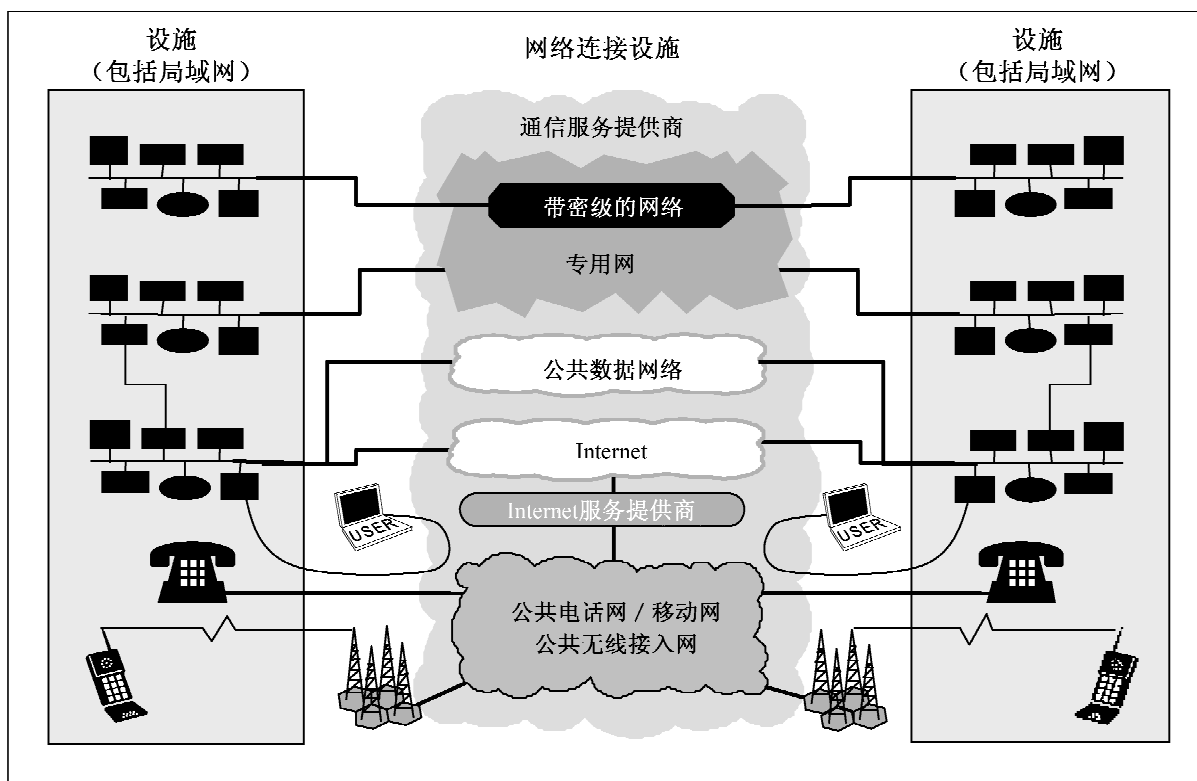 设施
（包括局域网）
网络连接设施
设施
（包括局域网）
通信服务提供商
带密级的网络
专用网
公共数据网络
Internet
Internet服务提供商
USER
USER
公共电话网 / 移动网
公共无线接入网